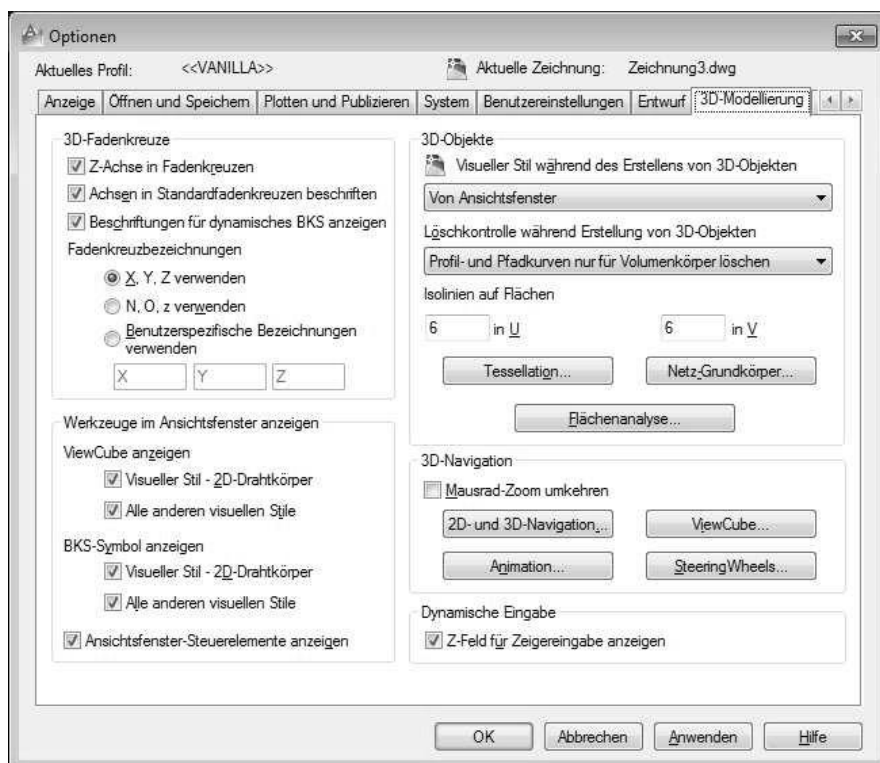 Optionen
Aktuelles Profil: <<VANILLA>> Aktuelle Zeichnung: Zeichnung3.dwg
Anzeige Öffnen und Speichern Plotten und Publizieren System Benutzereinstellungen Entwurf 3D-Modellierung
3D-Fadenkreuze
Z-Achse in Fadenkreuzen
Achsen in Standardfadenkreuzen beschriften
Beschriftungen für dynamisches BKS anzeigen
Fadenkreuzbezeichnungen
X, Y, Z verwenden
N, O, z verwenden
Benutzerspezifische Bezeichnungen
verwenden
X Y Z
Werkzeuge im Ansichtsfenster anzeigen
ViewCube anzeigen
Visueller Stil - 2D-Drahtkörper
Alle anderen visuellen Stile
BKS-Symbol anzeigen
Visueller Stil - 2D-Drahtkörper
Alle anderen visuellen Stile
Ansichtsfenster-Steuerelemente anzeigen
3D-Objekte
Visueller Stil während des Erstellens von 3D-Objekten
Von Ansichtsfenster
Löschkontrolle während Erstellung von 3D-Objekten
Profil- und Pfadkurven nur für Volumenkörper löschen
Isolinien auf Flächen
6 in U 6 in V
Tessellation... Netz-Grundkörper...
Flächenanalyse...
3D-Navigation
Mausrad-Zoom umkehren
2D- und 3D-Navigation... ViewCube...
Animation... SteeringWheels...
Dynamische Eingabe
Z-Feld für Zeigereingabe anzeigen
OK Abbrechen Anwenden Hilfe